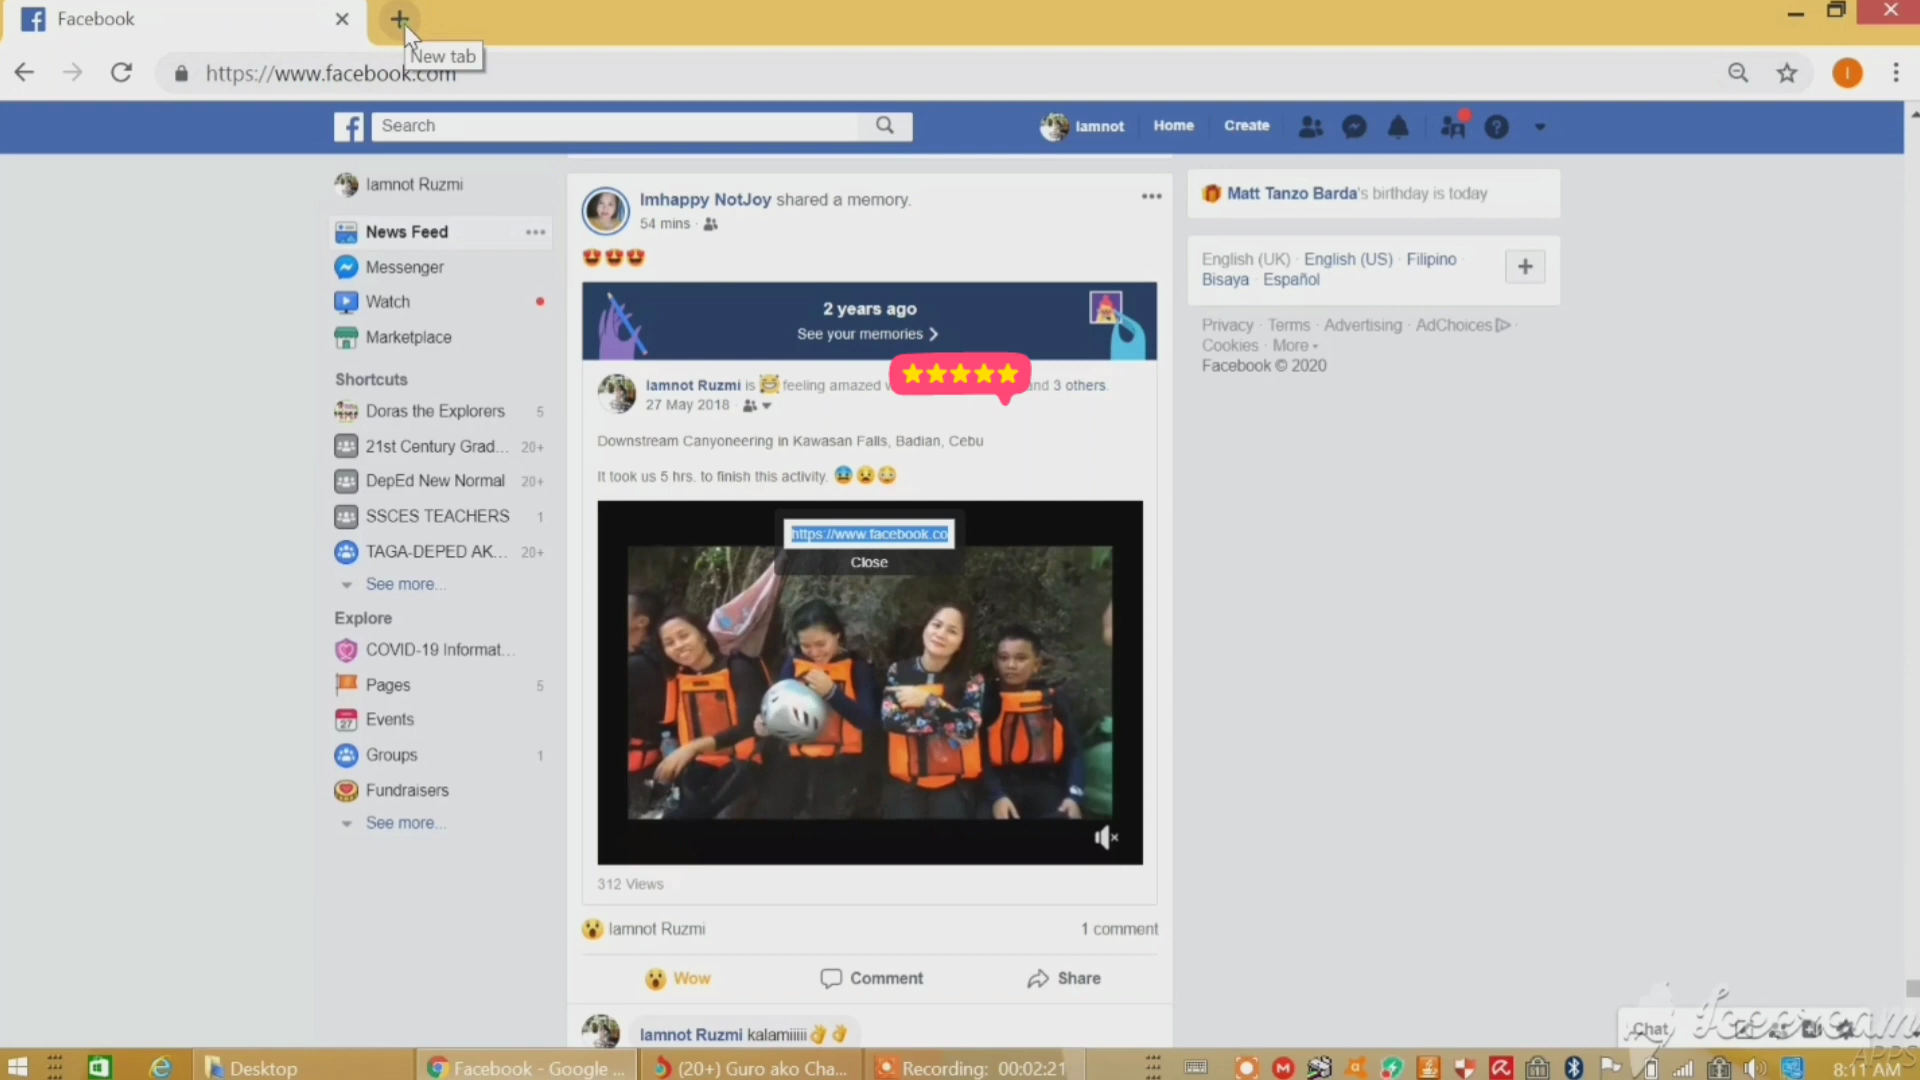 Facebook
New tab
https://www.facebook.com
Search
Iamnot
Home
Create
Iamnot Ruzmi
News Feed
Messenger
Watch
Marketplace
Shortcuts
Doras the Explorers 5
21st Century Grad... 20+
DepEd New Normal 20+
SSCES TEACHERS 1
TAGA-DEPED AK... 20+
See more...
Explore
COVID-19 Informat...
Pages 5
Events
Groups 1
Fundraisers
See more...
Imhappy NotJoy shared a memory.
54 mins ·
2 years ago
See your memories
Iamnot Ruzmi is feeling amazed and 3 others.
27 May 2018 ·
Downstream Canyoneering in Kawasan Falls, Badian, Cebu
It took us 5 hrs. to finish this activity.
https://www.facebook.co
Close
312 Views
Iamnot Ruzmi
1 comment
Wow
Comment
Share
Iamnot Ruzmi kalamiiiii
Matt Tanzo Barda's birthday is today
English (UK) · English (US) · Filipino ·
Bisaya · Español
Privacy · Terms · Advertising · AdChoices ·
Cookies · More
Facebook © 2020
Chat
Icecream
APPS
Desktop
Facebook - Google ...
(20+) Guro ako Cha...
Recording: 00:02:21
8:11 AM